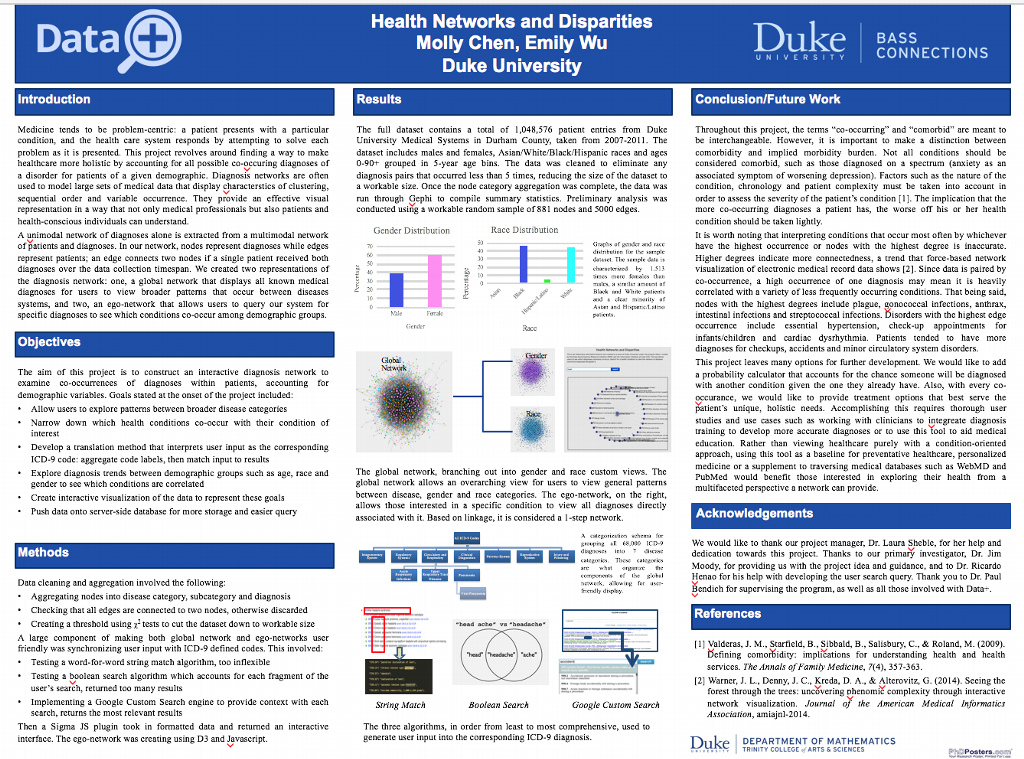 Data+
Health Networks and Disparities
Molly Chen, Emily Wu
Duke University
Duke
UNIVERSITY
BASS
CONNECTIONS
Introduction
Medicine tends to be problem-centric: a patient presents with a particular
condition, and the health care system responds by attempting to solve each
problem as it is presented. This project revolves around finding a way to make
healthcare more holistic by accounting for all possible co-occuring diagnoses of
a disorder for patients of a given demographic. Diagnosis networks are often
used to model large sets of medical data that display characterstics of clustering,
sequential order and variable occurrence. They provide an effective visual
representation in a way that not only medical professionals but also patients and
health-conscious individuals can understand.
A unimodal network of diagnoses alone is extracted from a multimodal network
of patients and diagnoses. In our network, nodes represent diagnoses while edges
represent patients; an edge connects two nodes if a single patient received both
diagnoses over the data collection timespan. We created two representations of
the diagnosis network: one, a global network that displays all known medical
diagnoses for users to view broader patterns that occur between diseases
systems, and two, an ego-network that allows users to query our system for
specific diagnoses to see which conditions co-occur among demographic groups.
Objectives
The aim of this project is to construct an interactive diagnosis network to
examine co-occurrences of diagnoses within patients, accounting for
demographic variables. Goals stated at the onset of the project included:
• Allow users to explore patterns between broader disease categories
• Narrow down which health conditions co-occur with their condition of
interest
• Develop a translation method that interprets user input as the corresponding
ICD-9 code: aggregate code labels, then match input to results
• Explore diagnosis trends between demographic groups such as age, race and
gender to see which conditions are correlated
• Create interactive visualization of the data to represent these goals
• Push data onto server-side database for more storage and easier query
Methods
Data cleaning and aggregation involved the following:
• Aggregating nodes into disease category, subcategory and diagnosis
• Checking that all edges are connected to two nodes, otherwise discarded
• Creating a threshold using χ² tests to cut the dataset down to workable size
A large component of making both global network and ego-networks user
friendly was synchronizing user input with ICD-9 defined codes. This involved:
• Testing a word-for-word string match algorithm, too inflexible
• Testing a boolean search algorithm which accounts for each fragment of the
user's search, returned too many results
• Implementing a Google Custom Search engine to provide context with each
search, returns the most relevant results
Then a Sigma JS plugin took in formatted data and returned an interactive
interface. The ego-network was creating using D3 and Javascript.
Results
The full dataset contains a total of 1,048,576 patient entries from Duke
University Medical Systems in Durham County, taken from 2007-2011. The
dataset includes males and females, Asian/White/Black/Hispanic races and ages
0-90+ grouped in 5-year age bins. The data was cleaned to eliminate any
diagnosis pairs that occurred less than 5 times, reducing the size of the dataset to
a workable size. Once the node category aggregation was complete, the data was
run through Gephi to compile summary statistics. Preliminary analysis was
conducted using a workable random sample of 881 nodes and 5000 edges.
Gender Distribution
Percentage
70
60
50
40
30
20
10
0
Male Female
Gender
Race Distribution
Percentage
50
40
30
20
10
0
Asian
Black
Hispanic/Latino
White
Race
Graphs of gender and race
distribution for the sample
dataset. The sample data is
characterized by 1.513
times more females than
males, a similar amount of
Black and White patients
and a clear minority of
Asian and Hispanic/Latino
patients.
Global
Network
Gender
Race
The global network, branching out into gender and race custom views. The
global network allows an overarching view for users to view general patterns
between disease, gender and race categories. The ego-network, on the right,
allows those interested in a specific condition to view all diagnoses directly
associated with it. Based on linkage, it is considered a 1-step network.
A categorization schema for
grouping all 68,000 ICD-9
diagnoses into 7 disease
categories. These categories
are what organize the
components of the global
network, allowing for user-
friendly display.
"head ache" vs "headache"
"head"
"headache"
"ache"
String Match
Boolean Search
Google Custom Search
The three algorithms, in order from least to most comprehensive, used to
generate user input into the corresponding ICD-9 diagnosis.
Conclusion/Future Work
Throughout this project, the terms "co-occurring" and "comorbid" are meant to
be interchangeable. However, it is important to make a distinction between
comorbidity and implied morbidity burden. Not all conditions should be
considered comorbid, such as those diagnosed on a spectrum (anxiety as an
associated symptom of worsening depression). Factors such as the nature of the
condition, chronology and patient complexity must be taken into account in
order to assess the severity of the patient's condition [1]. The implication that the
more co-occurring diagnoses a patient has, the worse off his or her health
condition should be taken lightly.
It is worth noting that interpreting conditions that occur most often by whichever
have the highest occurrence or nodes with the highest degree is inaccurate.
Higher degrees indicate more connectedness, a trend that force-based network
visualization of electronic medical record data shows [2]. Since data is paired by
co-occurrence, a high occurrence of one diagnosis may mean it is heavily
correlated with a variety of less frequently occurring conditions. That being said,
nodes with the highest degrees include plague, gonococcal infections, anthrax,
intestinal infections and streptococcal infections. Disorders with the highest edge
occurrence include essential hypertension, check-up appointments for
infants/children and cardiac dysrhythmia. Patients tended to have more
diagnoses for checkups, accidents and minor circulatory system disorders.
This project leaves many options for further development. We would like to add
a probability calculator that accounts for the chance someone will be diagnosed
with another condition given the one they already have. Also, with every co-
occurance, we would like to provide treatment options that best serve the
patient's unique, holistic needs. Accomplishing this requires thorough user
studies and use cases such as working with clinicians to integrate diagnosis
training to develop more accurate diagnoses or to use this tool to aid medical
education. Rather than viewing healthcare purely with a condition-oriented
approach, using this tool as a baseline for preventative healthcare, personalized
medicine or a supplement to traversing medical databases such as WebMD and
PubMed would benefit those interested in exploring their health from a
multifaceted perspective a network can provide.
Acknowledgements
We would like to thank our project manager, Dr. Laura Sheble, for her help and
dedication towards this project. Thanks to our primary investigator, Dr. Jim
Moody, for providing us with the project idea and guidance, and to Dr. Ricardo
Henao for his help with developing the user search query. Thank you to Dr. Paul
Bendich for supervising the program, as well as all those involved with Data+.
References
[1] Valderas, J. M., Starfield, B., Sibbald, B., Salisbury, C., & Roland, M. (2009).
Defining comorbidity: implications for understanding health and health
services. The Annals of Family Medicine, 7(4), 357-363.
[2] Warner, J. L., Denny, J. C., Kreda, D. A., & Alterovitz, G. (2014). Seeing the
forest through the trees: uncovering phenomic complexity through interactive
network visualization. Journal of the American Medical Informatics
Association, amiajnl-2014.
Duke
UNIVERSITY
DEPARTMENT OF MATHEMATICS
TRINITY COLLEGE of ARTS & SCIENCES
PhDPosters.com